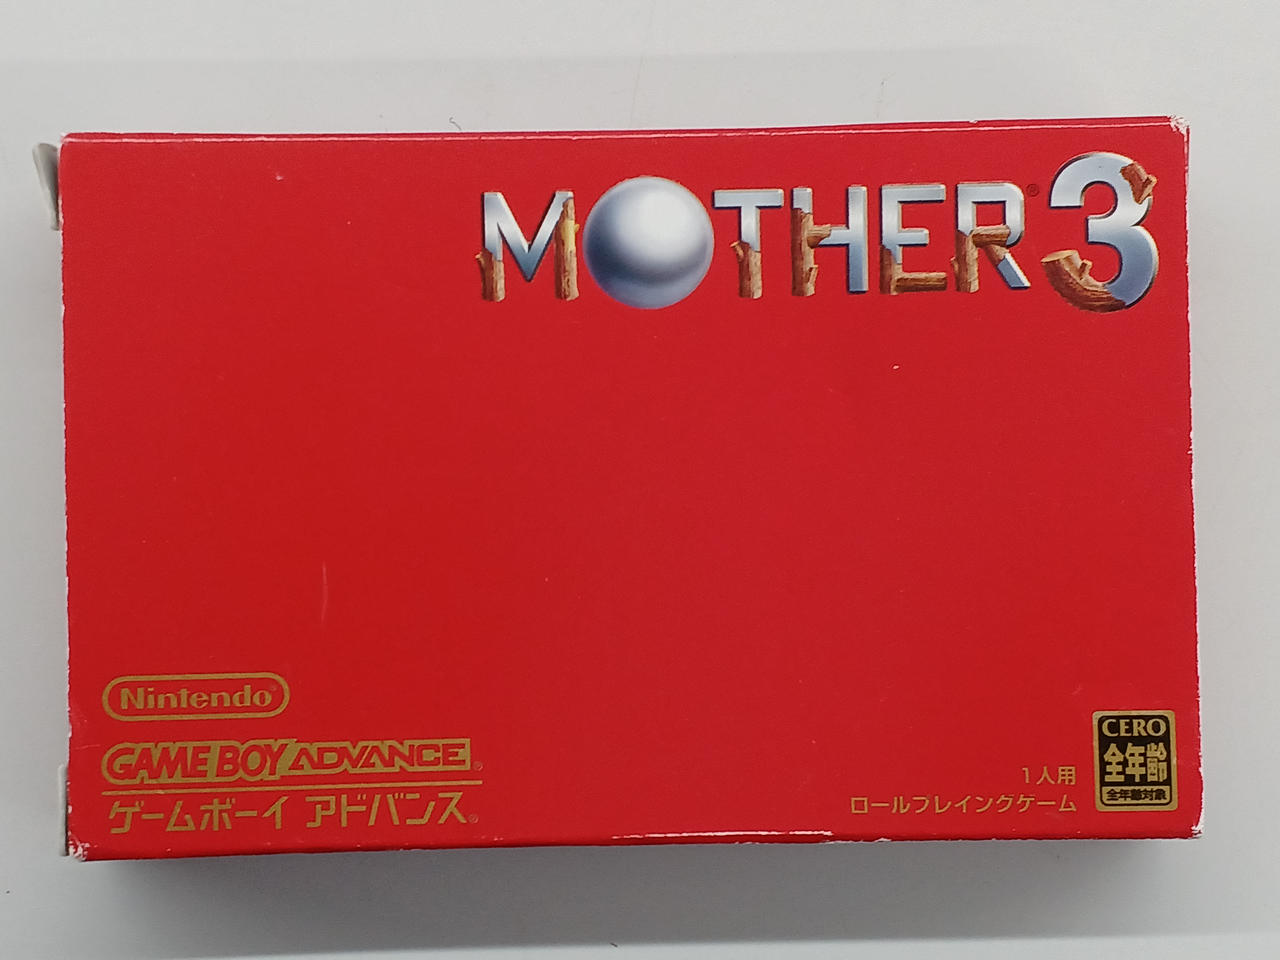 MOTHER® 3
Nintendo®
GAME BOY ADVANCE®
ゲームボーイ アドバンス®
1人用
ロールプレイングゲーム
CERO
全年齢
全年齢対象